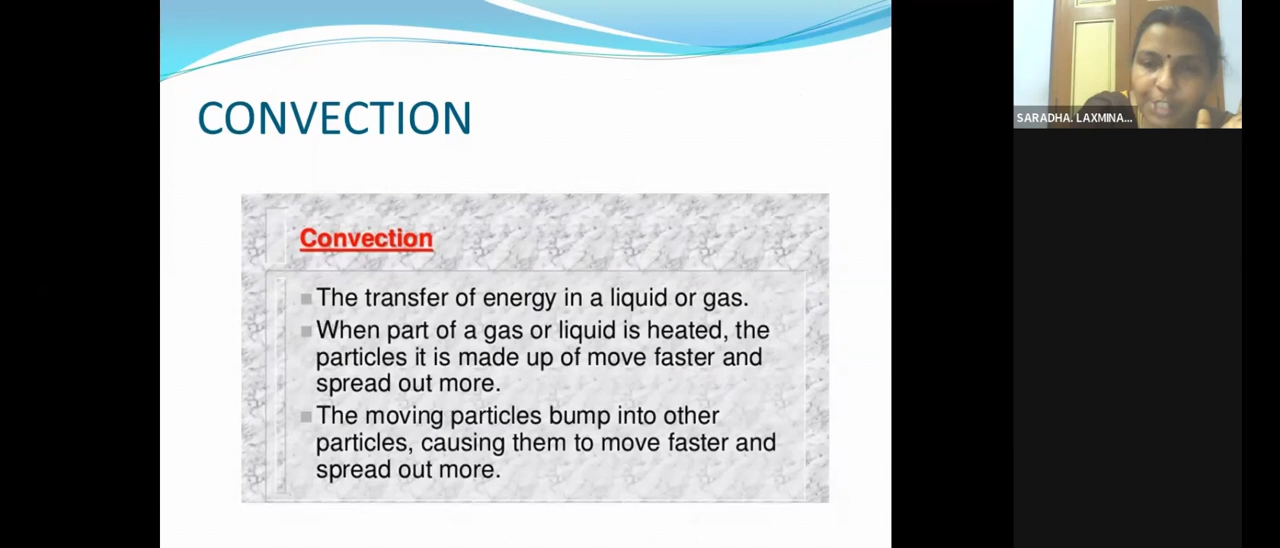 CONVECTION
SARADHA. LAXMINA...
Convection
The transfer of energy in a liquid or gas.
When part of a gas or liquid is heated, the
particles it is made up of move faster and
spread out more.
The moving particles bump into other
particles, causing them to move faster and
spread out more.